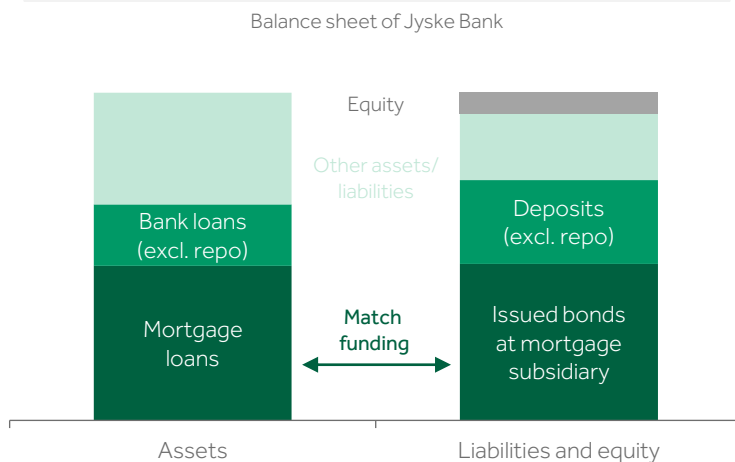 Balance sheet of Jyske Bank
Equity
Other assets/
liabilities
Bank loans
(excl. repo)
Deposits
(excl. repo)
Mortgage
loans
Match
funding
Issued bonds
at mortgage
subsidiary
Assets
Liabilities and equity